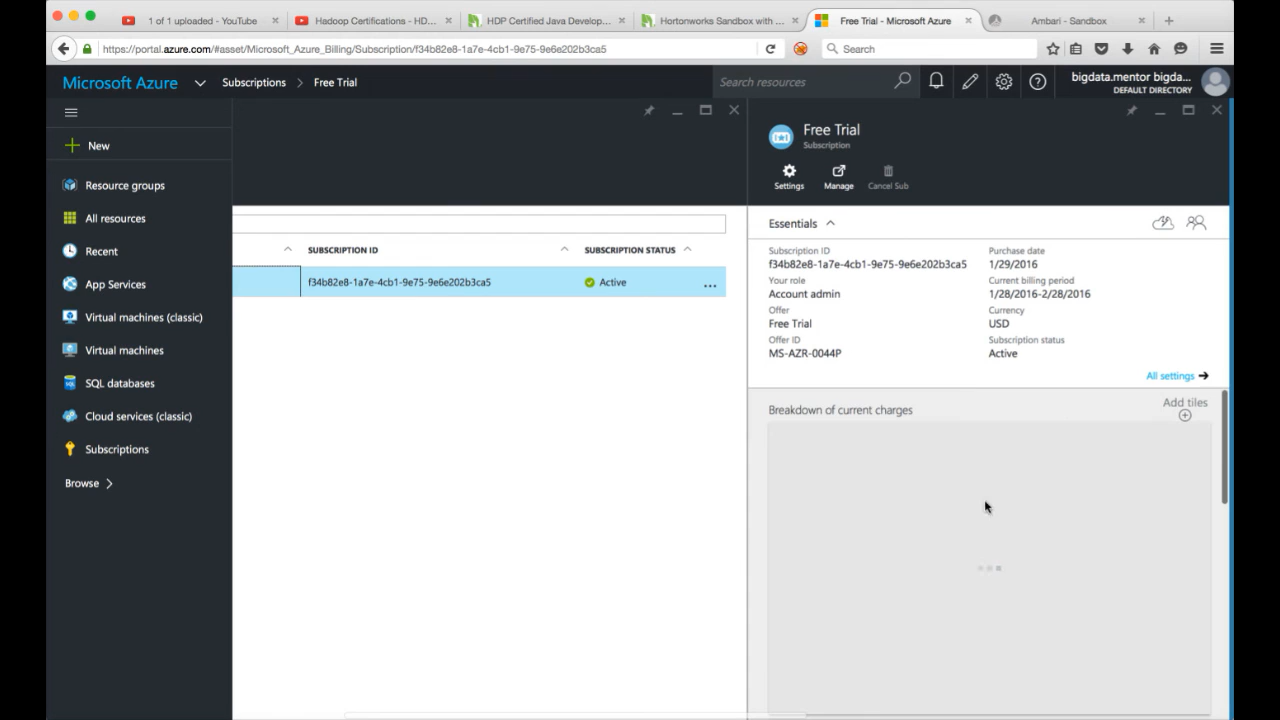 1 of 1 uploaded - YouTube
Hadoop Certifications - HD...
HDP Certified Java Develop...
Hortonworks Sandbox with ...
Free Trial - Microsoft Azure
Ambari - Sandbox
https://portal.azure.com/#asset/Microsoft_Azure_Billing/Subscription/f34b82e8-1a7e-4cb1-9e75-9e6e202b3ca5
Search
Microsoft Azure
Subscriptions > Free Trial
Search resources
bigdata.mentor bigda...
DEFAULT DIRECTORY
New
Resource groups
All resources
Recent
App Services
Virtual machines (classic)
Virtual machines
SQL databases
Cloud services (classic)
Subscriptions
Browse >
SUBSCRIPTION ID
SUBSCRIPTION STATUS
f34b82e8-1a7e-4cb1-9e75-9e6e202b3ca5
Active
...
Free Trial
Subscription
Settings
Manage
Cancel Sub
Essentials
Subscription ID
f34b82e8-1a7e-4cb1-9e75-9e6e202b3ca5
Your role
Account admin
Offer
Free Trial
Offer ID
MS-AZR-0044P
Purchase date
1/29/2016
Current billing period
1/28/2016-2/28/2016
Currency
USD
Subscription status
Active
All settings
Add tiles
Breakdown of current charges